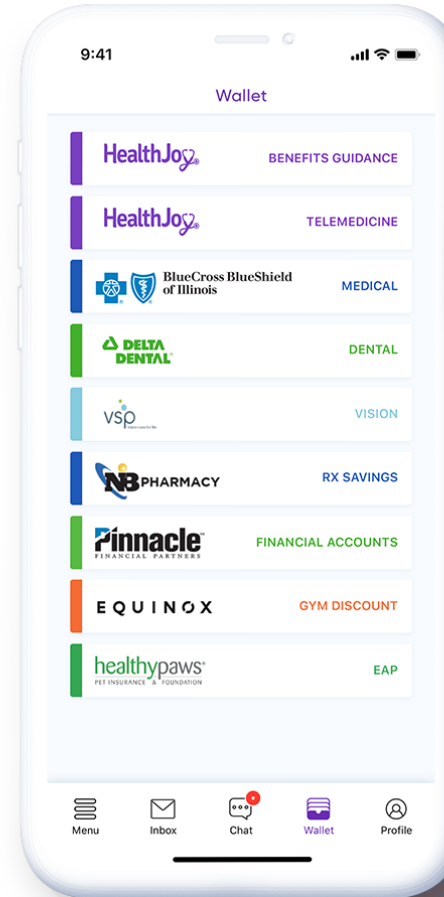 9:41
Wallet
HealthJoy®
BENEFITS GUIDANCE
HealthJoy®
TELEMEDICINE
BlueCross BlueShield
of Illinois
MEDICAL
DELTA
DENTAL®
DENTAL
vsp
VISION
NB PHARMACY
RX SAVINGS
Pinnacle™
FINANCIAL PARTNERS
FINANCIAL ACCOUNTS
EQUINOX
GYM DISCOUNT
healthypaws®
PET INSURANCE & FOUNDATION
EAP
Menu
Inbox
Chat
Wallet
Profile